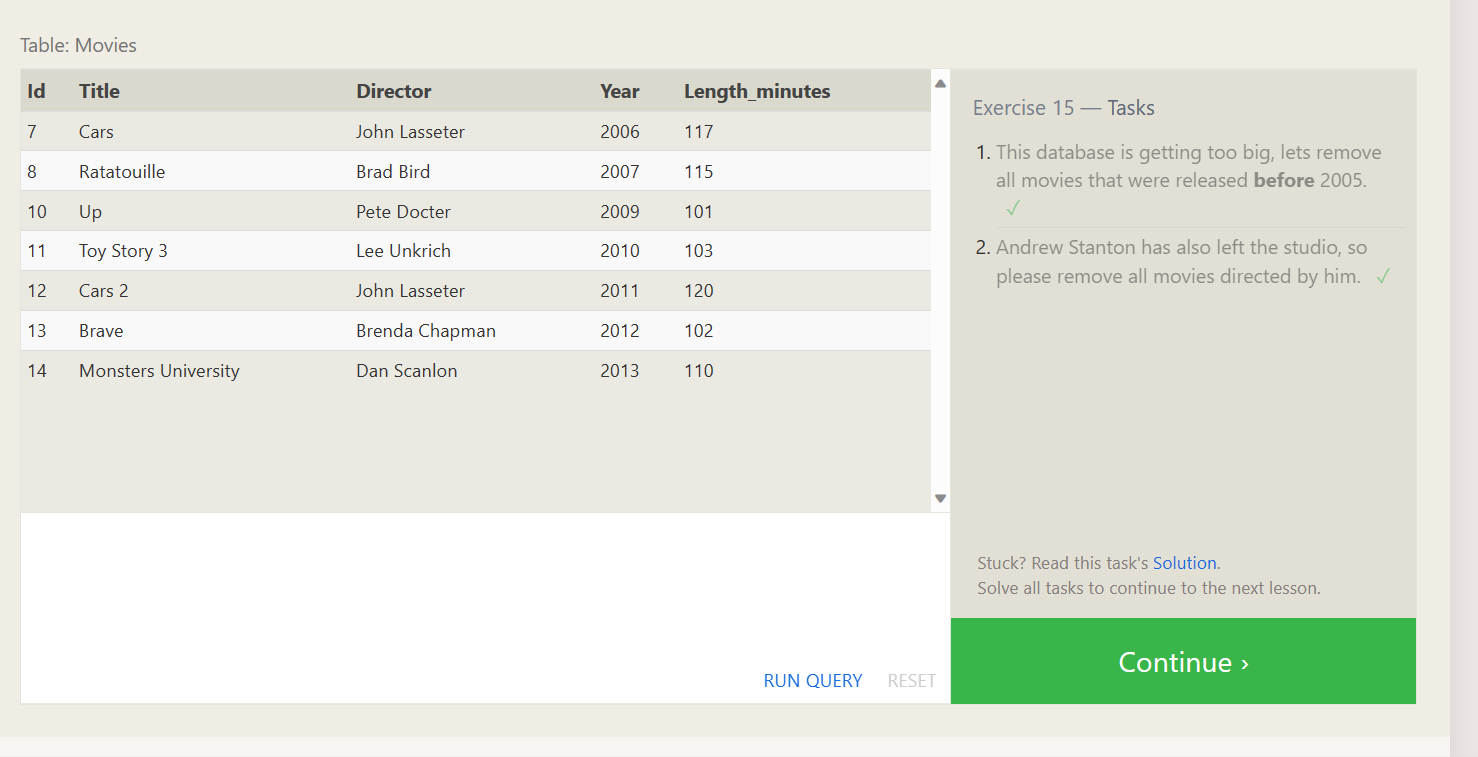 Table: Movies
Id Title Director Year Length_minutes
7 Cars John Lasseter 2006 117
8 Ratatouille Brad Bird 2007 115
10 Up Pete Docter 2009 101
11 Toy Story 3 Lee Unkrich 2010 103
12 Cars 2 John Lasseter 2011 120
13 Brave Brenda Chapman 2012 102
14 Monsters University Dan Scanlon 2013 110
RUN QUERY RESET
Exercise 15 — Tasks
1. This database is getting too big, lets remove
all movies that were released before 2005.
✓
2. Andrew Stanton has also left the studio, so
please remove all movies directed by him. ✓
Stuck? Read this task's Solution.
Solve all tasks to continue to the next lesson.
Continue ›